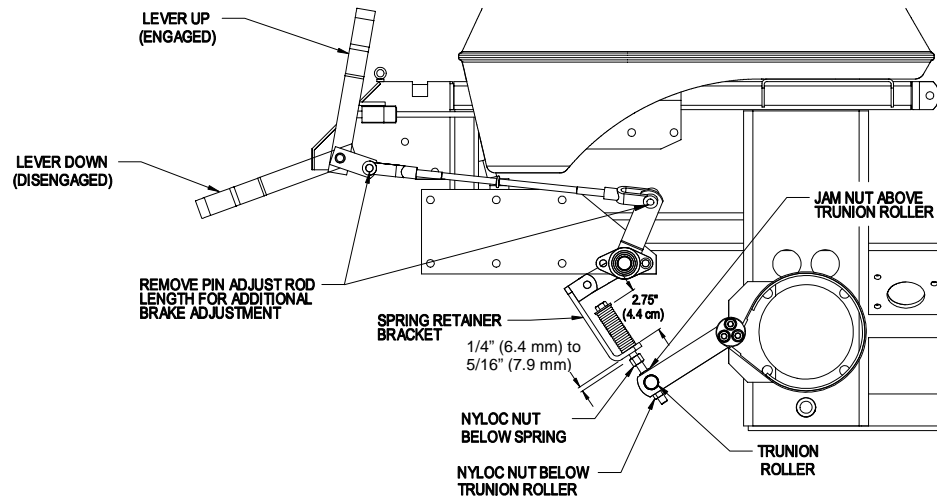 LEVER UP
(ENGAGED)
LEVER DOWN
(DISENGAGED)
JAM NUT ABOVE
TRUNION ROLLER
REMOVE PIN ADJUST ROD
LENGTH FOR ADDITIONAL
BRAKE ADJUSTMENT
2.75"
(4.4 cm)
SPRING RETAINER
BRACKET
1/4” (6.4 mm) to
5/16” (7.9 mm)
NYLOC NUT
BELOW SPRING
NYLOC NUT BELOW
TRUNION ROLLER
TRUNION
ROLLER